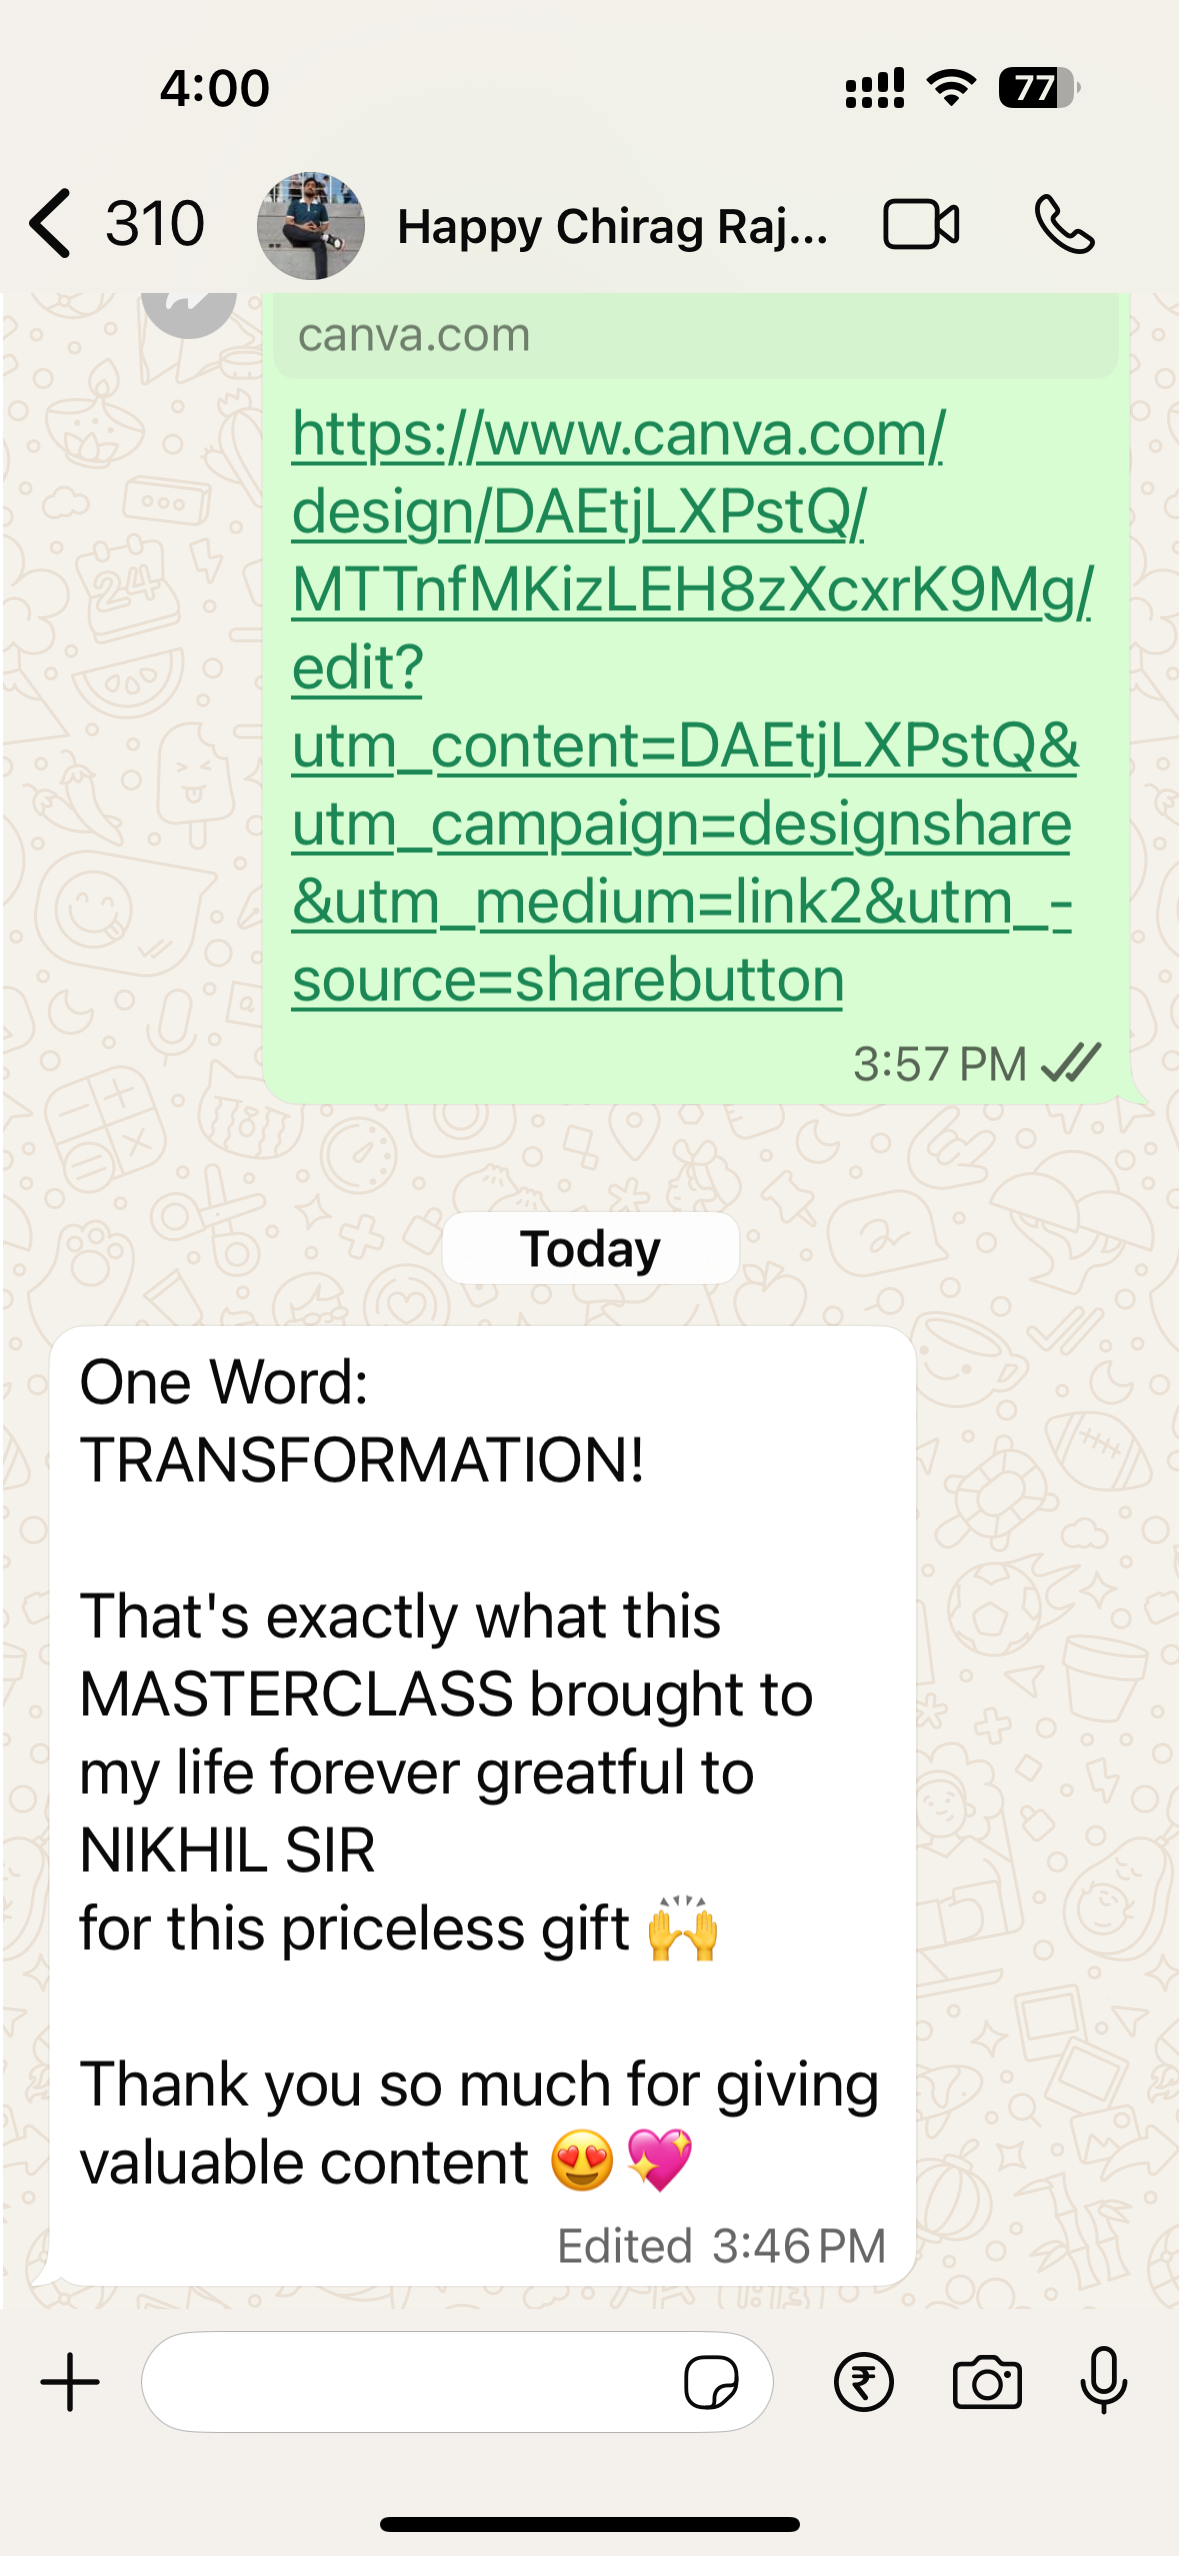 4:00
77
310
Happy Chirag Raj...
canva.com
https://www.canva.com/
design/DAEtjLXPstQ/
MTTnfMKizLEH8zXcxrK9Mg/
edit?
utm_content=DAEtjLXPstQ&
utm_campaign=designshare
&utm_medium=link2&utm_-
source=sharebutton
3:57 PM
Today
One Word:
TRANSFORMATION!
That's exactly what this
MASTERCLASS brought to
my life forever greatful to
NIKHIL SIR
for this priceless gift 🙌
Thank you so much for giving
valuable content 😍💖
Edited 3:46 PM